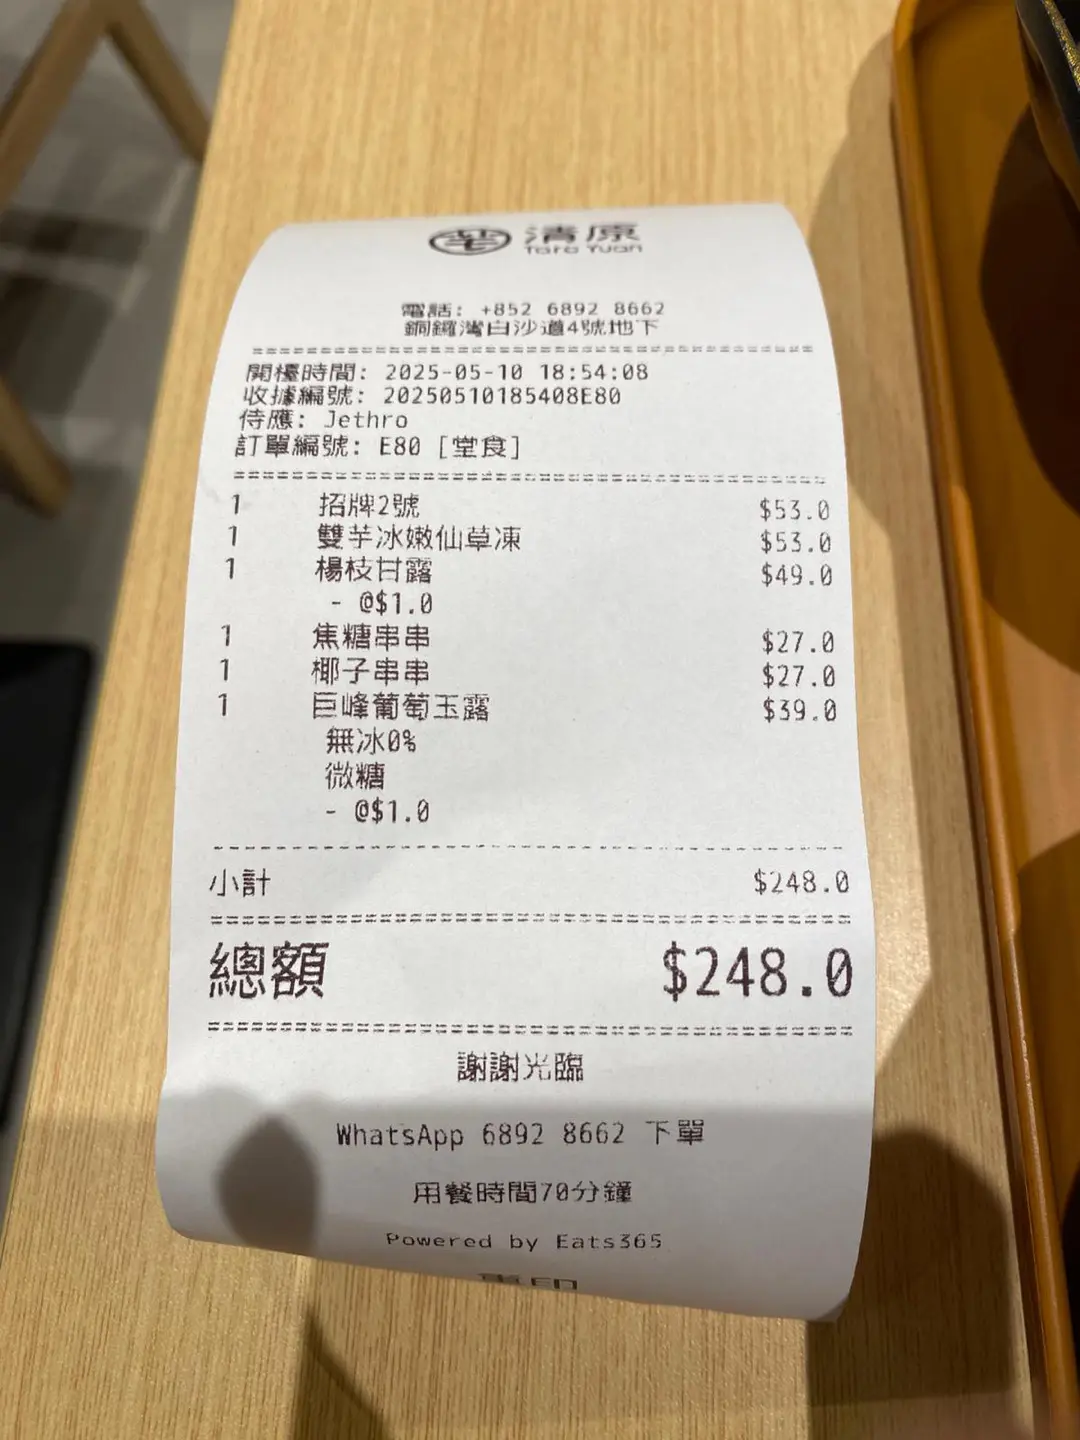 芋 清原
Taro Yuan
電話: +852 6892 8662
銅鑼灣白沙道4號地下
開檯時間: 2025-05-10 18:54:08
收據編號: 20250510185408E80
侍應: Jethro
訂單編號: E80 [堂食]
1 招牌2號 $53.0
1 雙芋冰嫩仙草凍 $53.0
1 楊枝甘露 $49.0
- @$1.0
1 焦糖串串 $27.0
1 椰子串串 $27.0
1 巨峰葡萄玉露 $39.0
無冰0%
微糖
- @$1.0
小計 $248.0
總額 $248.0
謝謝光臨
WhatsApp 6892 8662 下單
用餐時間70分鐘
Powered by Eats365
重印